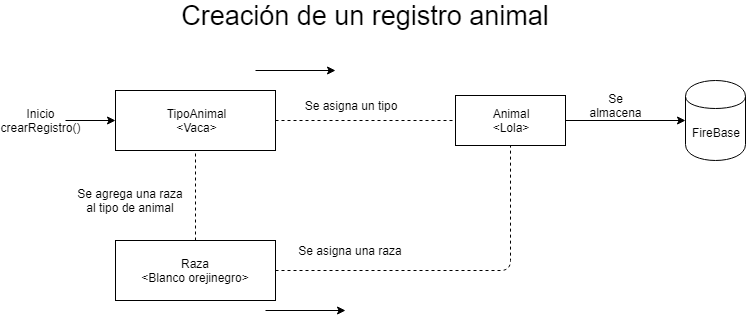 Creación de un registro animal
Inicio
crearRegistro()
TipoAnimal
<Vaca>
Se asigna un tipo
Animal
<Lola>
Se
almacena
FireBase
Se agrega una raza
al tipo de animal
Raza
<Blanco orejinegro>
Se asigna una raza